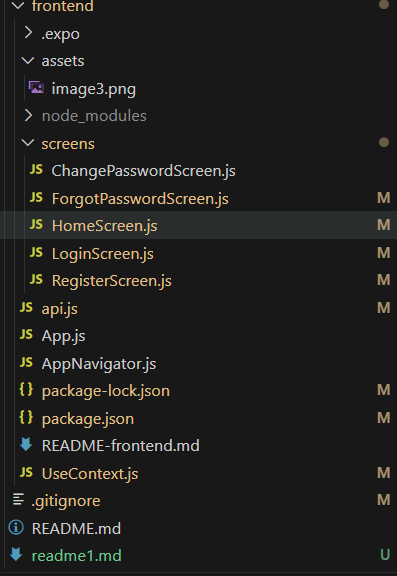 frontend
.expo
assets
image3.png
node_modules
screens
JS ChangePasswordScreen.js
JS ForgotPasswordScreen.js M
JS HomeScreen.js M
JS LoginScreen.js M
JS RegisterScreen.js M
JS api.js M
JS App.js
JS AppNavigator.js
{} package-lock.json M
{} package.json M
README-frontend.md
JS UseContext.js M
.gitignore M
README.md
readme1.md U